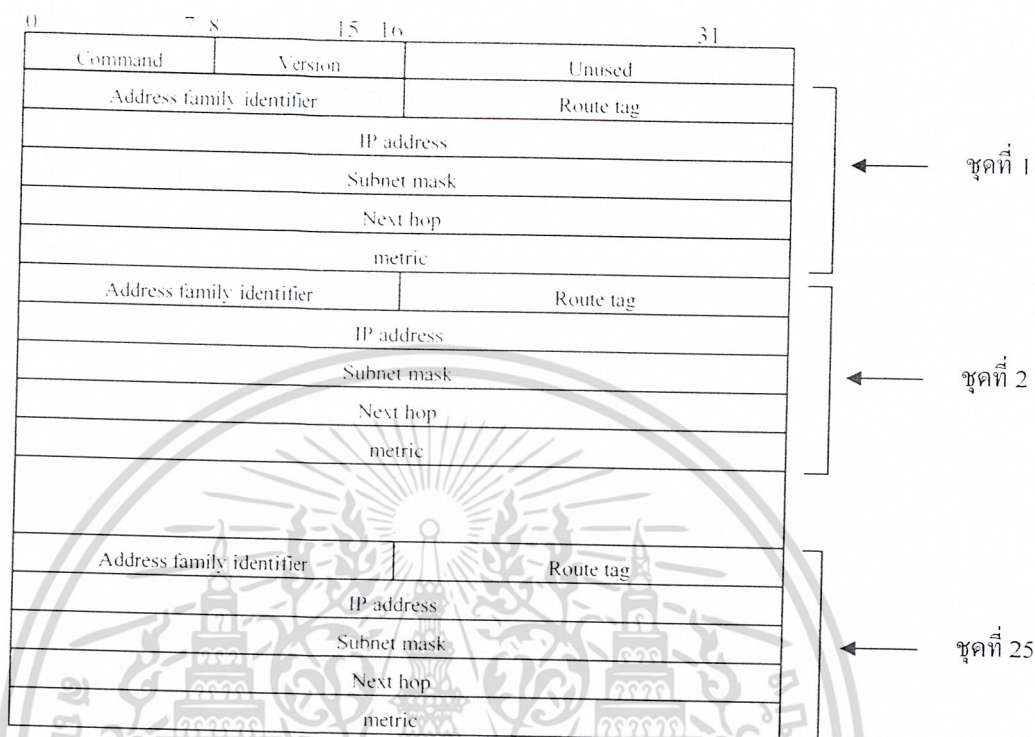 0 7 8 15 16 31
Command Version Unused
Address family identifier Route tag
IP address
Subnet mask
Next hop
metric
ชุดที่ 1
Address family identifier Route tag
IP address
Subnet mask
Next hop
metric
ชุดที่ 2
Address family identifier Route tag
IP address
Subnet mask
Next hop
metric
ชุดที่ 25